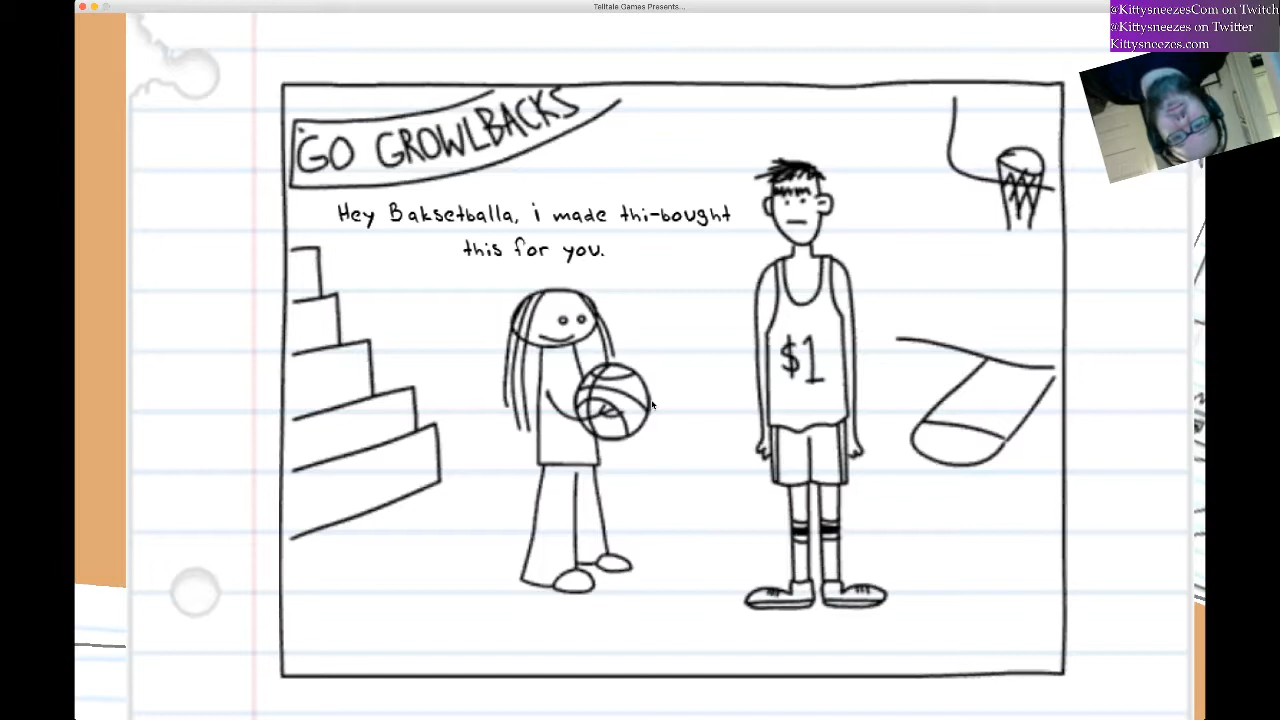 Telltale Games Presents...
@KittysneezesCom on Twitch
@Kittysneezes on Twitter
Kittysneezes.com
GO GROWLBACKS
Hey Baksetballa, i made thi-bought
this for you.
$1